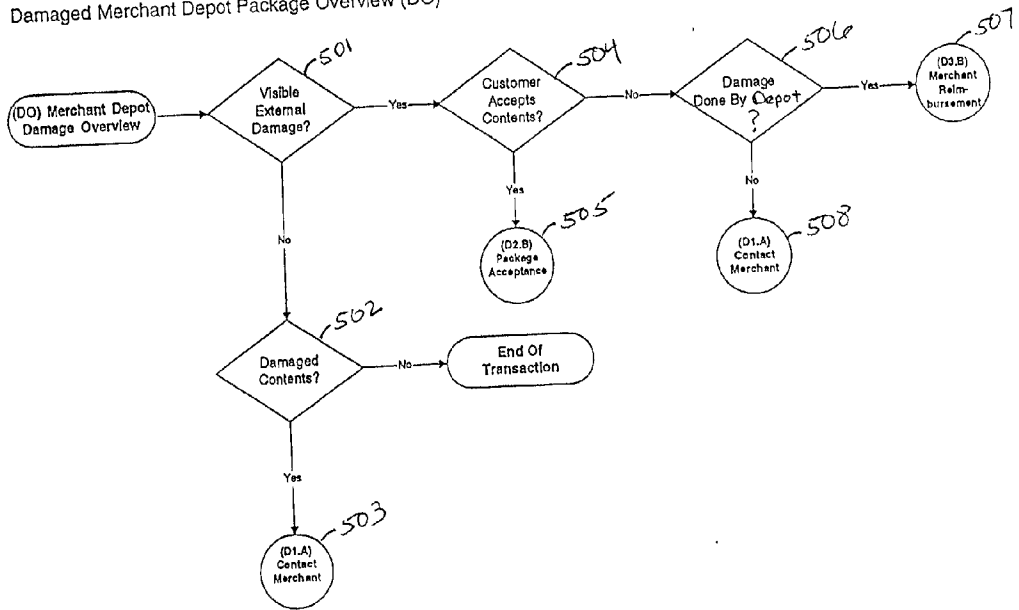 Damaged Merchant Depot Package Overview (DO)
(DO) Merchant Depot
Damage Overview
501
Visible
External
Damage?
Yes
504
Customer
Accepts
Contents?
No
506
Damage
Done By Depot
?
Yes
507
(D3.B)
Merchant
Reim-
bursement
No
Yes
No
505
(D2.B)
Package
Acceptance
508
(D1.A)
Contact
Merchant
502
Damaged
Contents?
No
End Of
Transaction
Yes
503
(D1.A)
Contact
Merchant